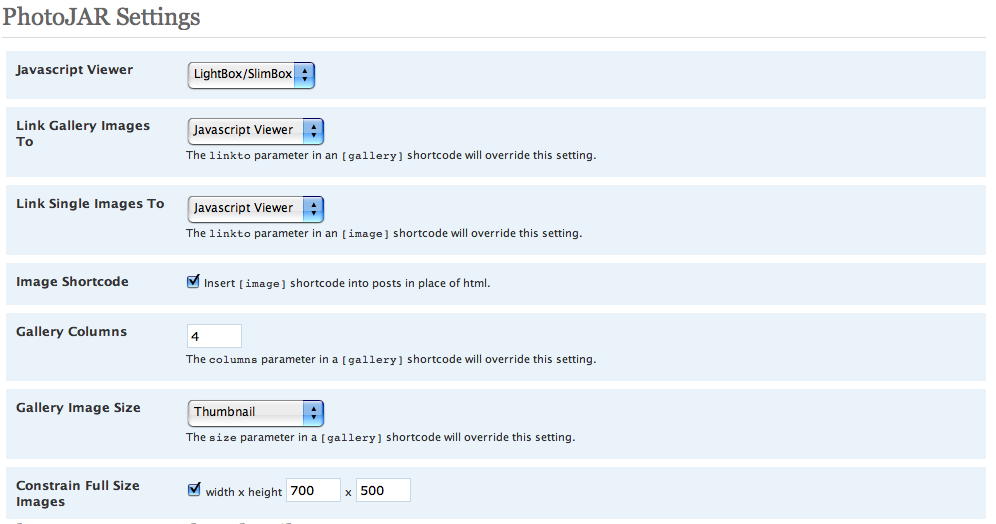 PhotoJAR Settings
Javascript Viewer
LightBox/SlimBox
Link Gallery Images
To
Javascript Viewer
The linkto parameter in an [gallery] shortcode will override this setting.
Link Single Images To
Javascript Viewer
The linkto parameter in an [image] shortcode will override this setting.
Image Shortcode
Insert [image] shortcode into posts in place of html.
Gallery Columns
4
The columns parameter in a [gallery] shortcode will override this setting.
Gallery Image Size
Thumbnail
The size parameter in a [gallery] shortcode will override this setting.
Constrain Full Size
Images
width x height 700 x 500